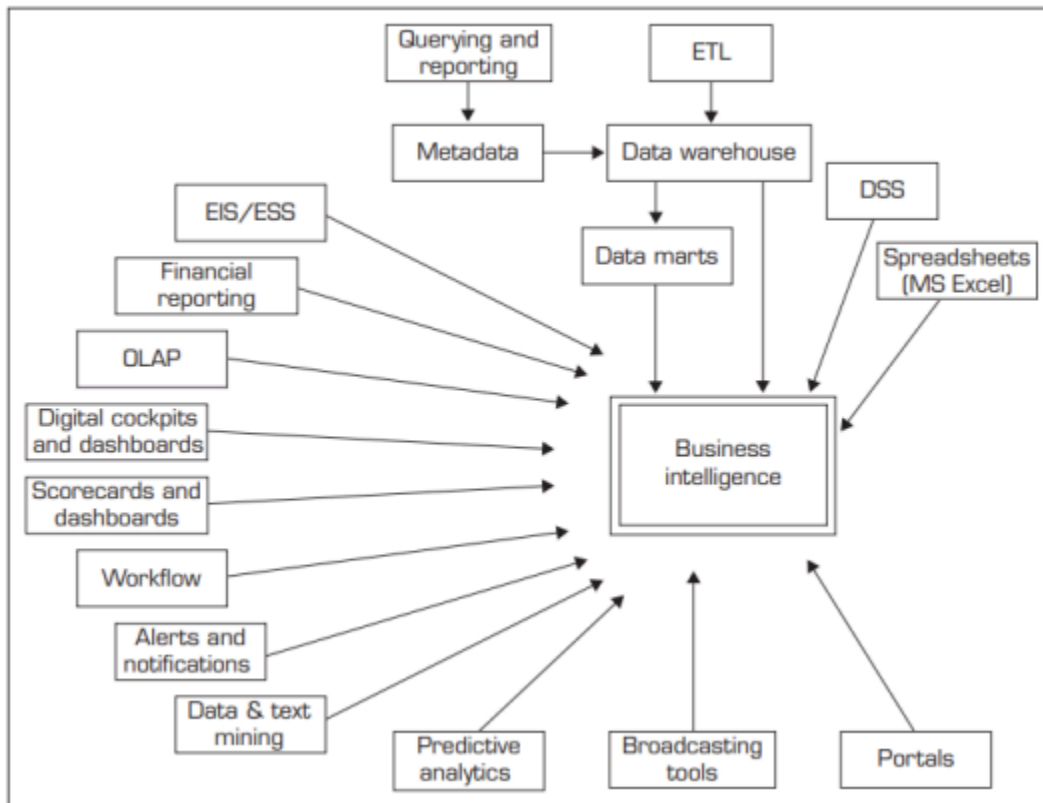 Querying and
reporting
ETL
Metadata
Data warehouse
DSS
EIS/ESS
Data marts
Spreadsheets
(MS Excel)
Financial
reporting
OLAP
Digital cockpits
and dashboards
Business
intelligence
Scorecards and
dashboards
Workflow
Alerts and
notifications
Data & text
mining
Predictive
analytics
Broadcasting
tools
Portals